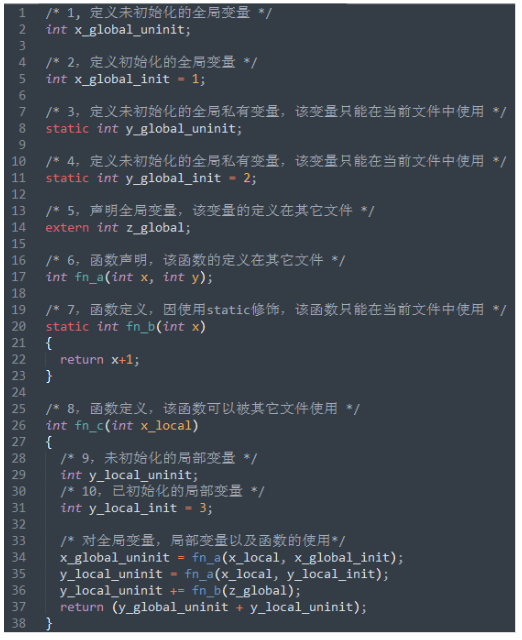 1 /* 1, 定义未初始化的全局变量 */
2 int x_global_uninit;
3
4 /* 2, 定义初始化的全局变量 */
5 int x_global_init = 1;
6
7 /* 3, 定义未初始化的全局私有变量, 该变量只能在当前文件中使用 */
8 static int y_global_uninit;
9
10 /* 4, 定义未初始化的全局私有变量, 该变量只能在当前文件中使用 */
11 static int y_global_init = 2;
12
13 /* 5, 声明全局变量, 该变量的定义在其它文件 */
14 extern int z_global;
15
16 /* 6, 函数声明, 该函数的定义在其它文件 */
17 int fn_a(int x, int y);
18
19 /* 7, 函数定义, 因使用static修饰, 该函数只能在当前文件中使用 */
20 static int fn_b(int x)
21 {
22   return x+1;
23 }
24
25 /* 8, 函数定义, 该函数可以被其它文件使用 */
26 int fn_c(int x_local)
27 {
28   /* 9, 未初始化的局部变量 */
29   int y_local_uninit;
30   /* 10, 已初始化的局部变量 */
31   int y_local_init = 3;
32
33   /* 对全局变量, 局部变量以及函数的使用*/
34   x_global_uninit = fn_a(x_local, x_global_init);
35   y_local_uninit = fn_a(x_local, y_local_init);
36   y_local_uninit += fn_b(z_global);
37   return (y_global_uninit + y_local_uninit);
38 }